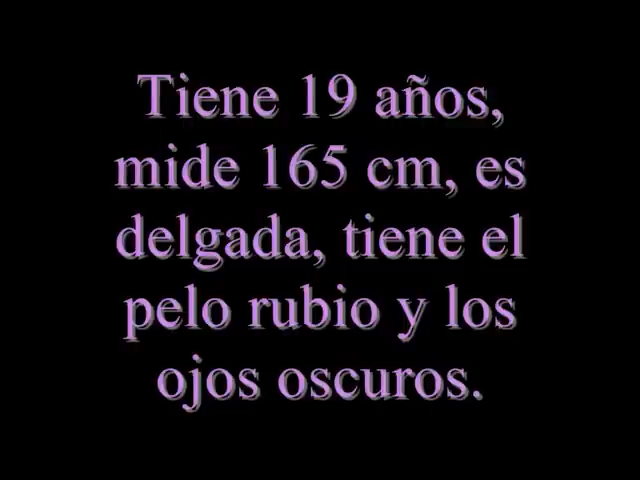 Tiene 19 años,
mide 165 cm, es
delgada, tiene el
pelo rubio y los
ojos oscuros.